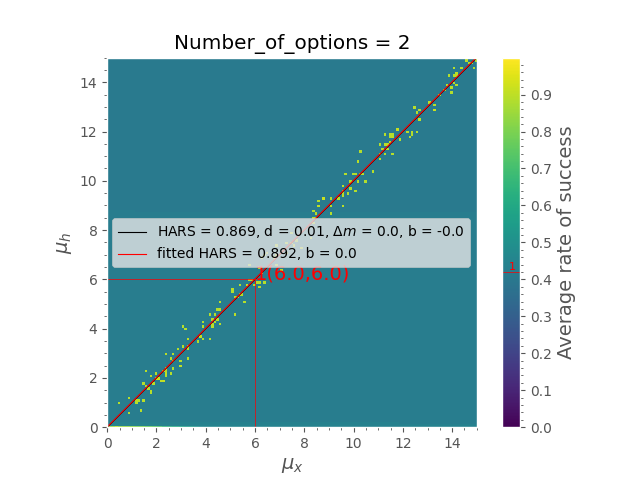 Number_of_options = 2
14
12
10
8
6
4
2
0
μh
HARS = 0.869, d = 0.01, Δm = 0.0, b = -0.0
fitted HARS = 0.892, b = 0.0
1(6.0,6.0)
0 2 4 6 8 10 12 14
μx
0.9
0.8
0.7
0.6
0.5
0.4
0.3
0.2
0.1
0.0
1
Average rate of success